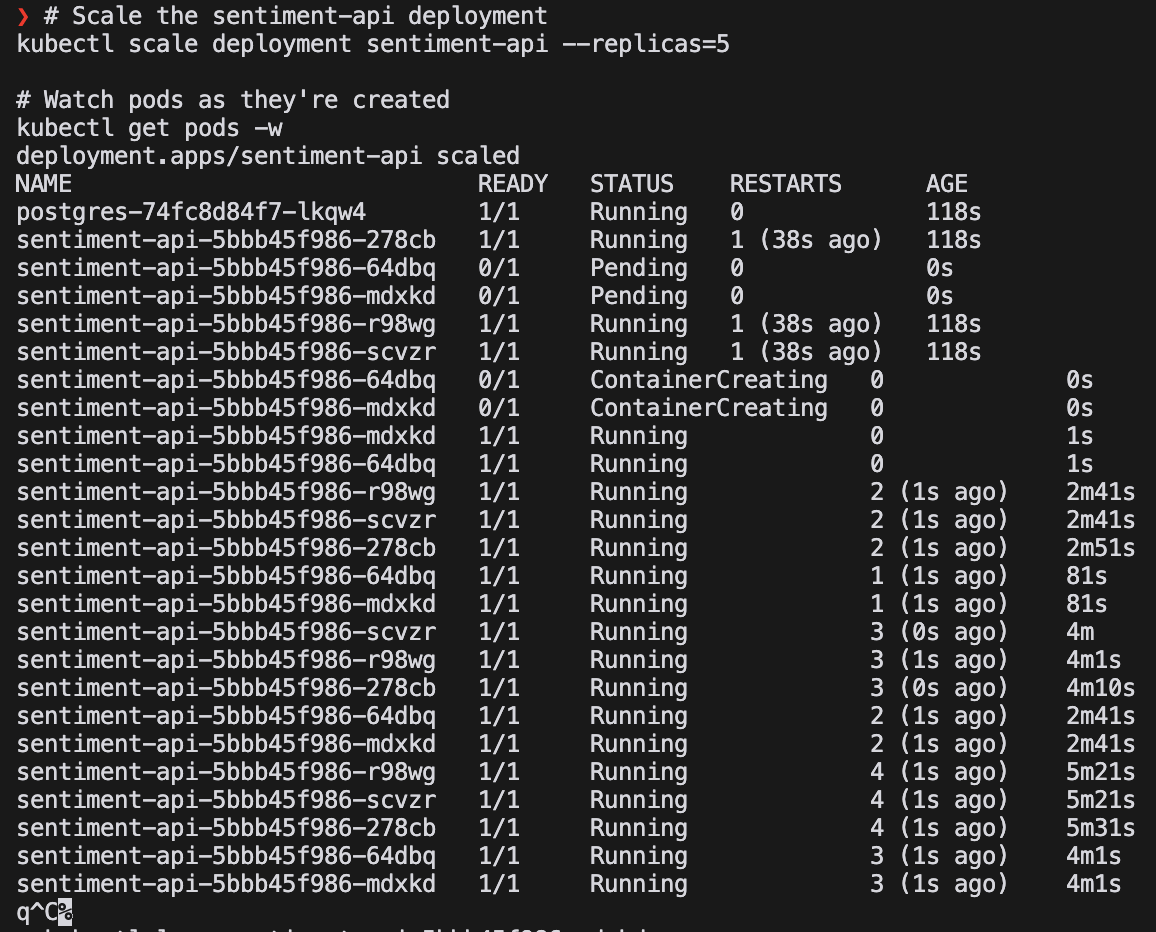 ❯ # Scale the sentiment-api deployment
kubectl scale deployment sentiment-api --replicas=5
# Watch pods as they're created
kubectl get pods -w
deployment.apps/sentiment-api scaled
NAME READY STATUS RESTARTS AGE
postgres-74fc8d84f7-lkqw4 1/1 Running 0 118s
sentiment-api-5bbb45f986-278cb 1/1 Running 1 (38s ago) 118s
sentiment-api-5bbb45f986-64dbq 0/1 Pending 0 0s
sentiment-api-5bbb45f986-mdxkd 0/1 Pending 0 0s
sentiment-api-5bbb45f986-r98wg 1/1 Running 1 (38s ago) 118s
sentiment-api-5bbb45f986-scvzr 1/1 Running 1 (38s ago) 118s
sentiment-api-5bbb45f986-64dbq 0/1 ContainerCreating 0 0s
sentiment-api-5bbb45f986-mdxkd 0/1 ContainerCreating 0 0s
sentiment-api-5bbb45f986-mdxkd 1/1 Running 0 1s
sentiment-api-5bbb45f986-64dbq 1/1 Running 0 1s
sentiment-api-5bbb45f986-r98wg 1/1 Running 2 (1s ago) 2m41s
sentiment-api-5bbb45f986-scvzr 1/1 Running 2 (1s ago) 2m41s
sentiment-api-5bbb45f986-278cb 1/1 Running 2 (1s ago) 2m51s
sentiment-api-5bbb45f986-64dbq 1/1 Running 1 (1s ago) 81s
sentiment-api-5bbb45f986-mdxkd 1/1 Running 1 (1s ago) 81s
sentiment-api-5bbb45f986-scvzr 1/1 Running 3 (0s ago) 4m
sentiment-api-5bbb45f986-r98wg 1/1 Running 3 (1s ago) 4m1s
sentiment-api-5bbb45f986-278cb 1/1 Running 3 (0s ago) 4m10s
sentiment-api-5bbb45f986-64dbq 1/1 Running 2 (1s ago) 2m41s
sentiment-api-5bbb45f986-mdxkd 1/1 Running 2 (1s ago) 2m41s
sentiment-api-5bbb45f986-r98wg 1/1 Running 4 (1s ago) 5m21s
sentiment-api-5bbb45f986-scvzr 1/1 Running 4 (1s ago) 5m21s
sentiment-api-5bbb45f986-278cb 1/1 Running 4 (1s ago) 5m31s
sentiment-api-5bbb45f986-64dbq 1/1 Running 3 (1s ago) 4m1s
sentiment-api-5bbb45f986-mdxkd 1/1 Running 3 (1s ago) 4m1s
q^C%